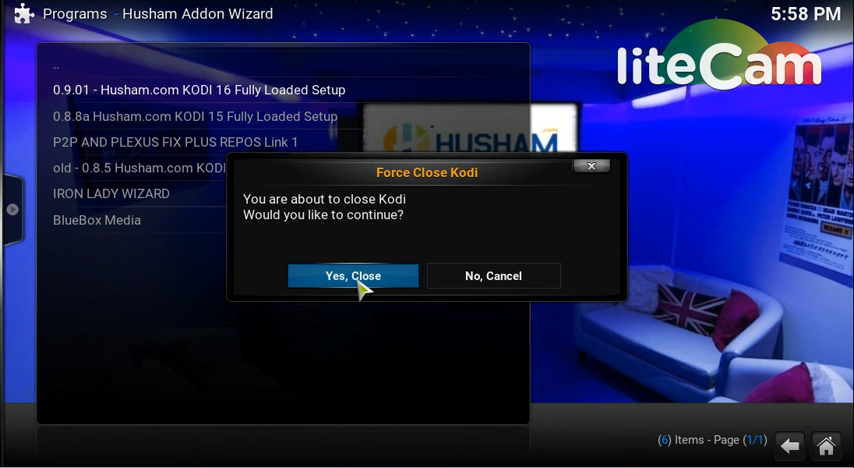 Programs - Husham Addon Wizard
5:58 PM
liteCam
..
0.9.01 - Husham.com KODI 16 Fully Loaded Setup
0.8.8a Husham.com KODI 15 Fully Loaded Setup
P2P AND PLEXUS FIX PLUS REPOS Link 1
old - 0.8.5 Husham.com KODI
IRON LADY WIZARD
BlueBox Media
HUSHAM
.com
Force Close Kodi
You are about to close Kodi
Would you like to continue?
Yes, Close
No, Cancel
(6) Items - Page (1/1)